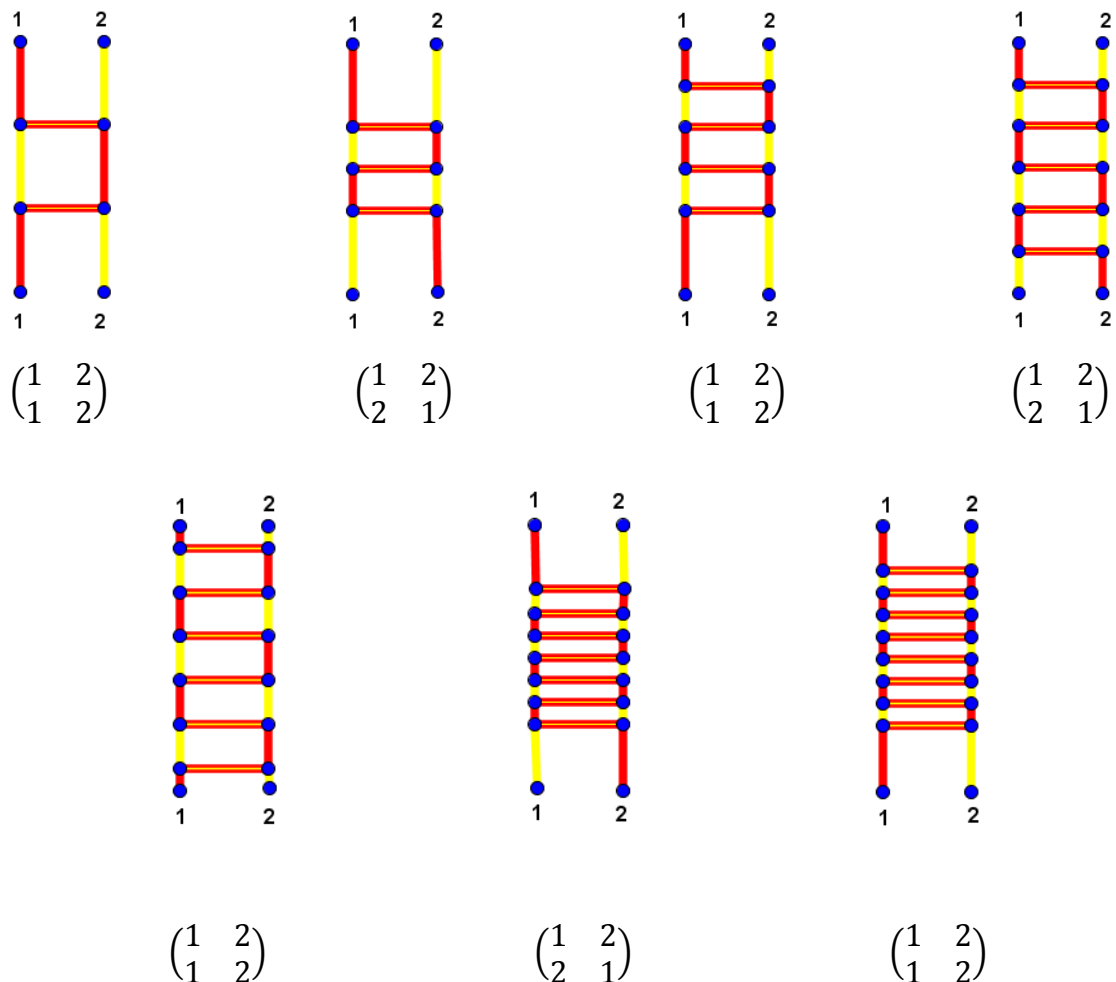 1 2 1 2 1 2 1 2
1 2 1 2 1 2 1 2
(1 2) (1 2) (1 2) (1 2)
(1 2) (2 1) (1 2) (2 1)
1 2 1 2 1 2
1 2 1 2 1 2
(1 2) (1 2) (1 2)
(1 2) (2 1) (1 2)